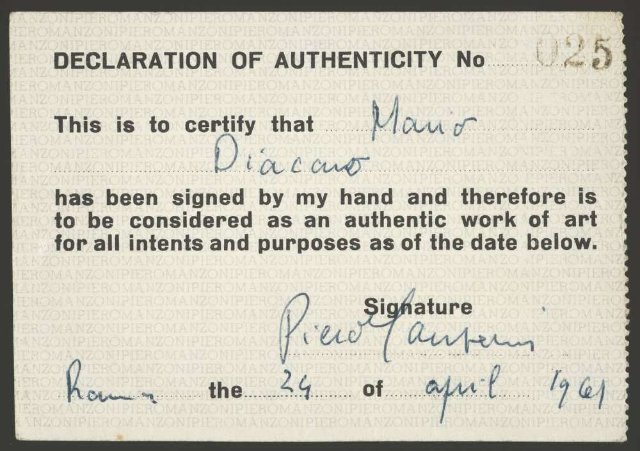 DECLARATION OF AUTHENTICITY No 025
This is to certify that Mario
Diacono
has been signed by my hand and therefore is
to be considered as an authentic work of art
for all intents and purposes as of the date below.
Signature
Piero Manzoni
Roma the 24 of april 1961